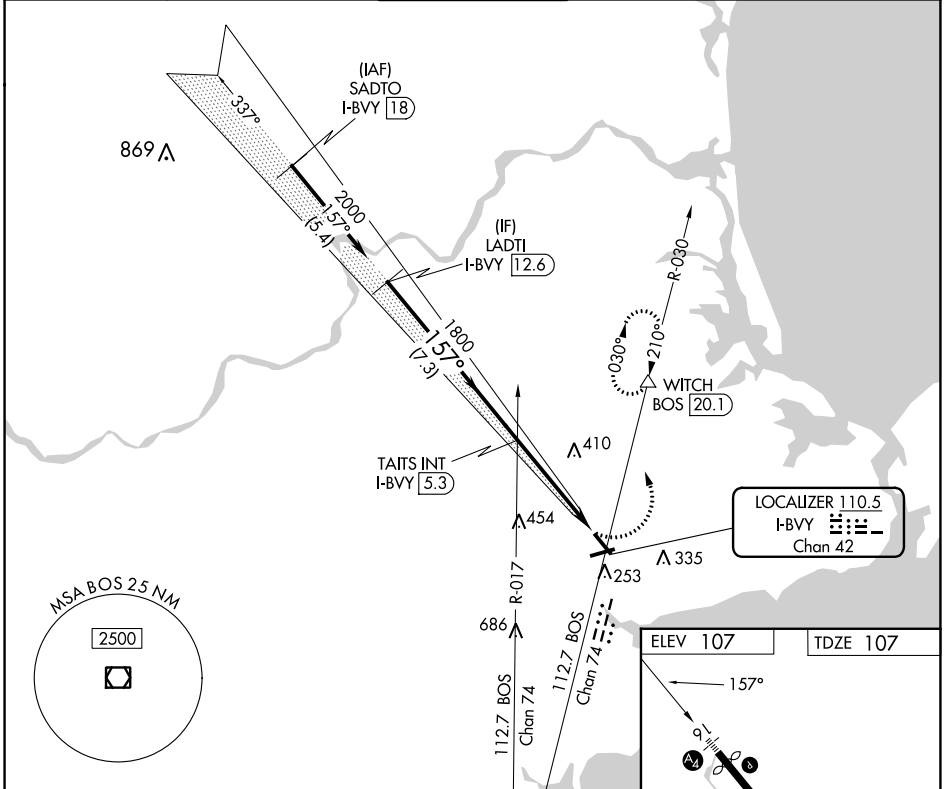 (IAF)
SADTO
I-BVY 18
337°
869
2000
157°
(5.4)
(IF)
LADTI
I-BVY 12.6
R-030
1800
157°
(7.3)
030°
210°
WITCH
BOS 20.1
410
TAITS INT
I-BVY 5.3
LOCALIZER 110.5
I-BVY
Chan 42
454
335
253
MSA BOS 25 NM
2500
R-017
686
112.7 BOS
Chan 74
112.7 BOS
Chan 74
ELEV 107
TDZE 107
157°
16
A4
P